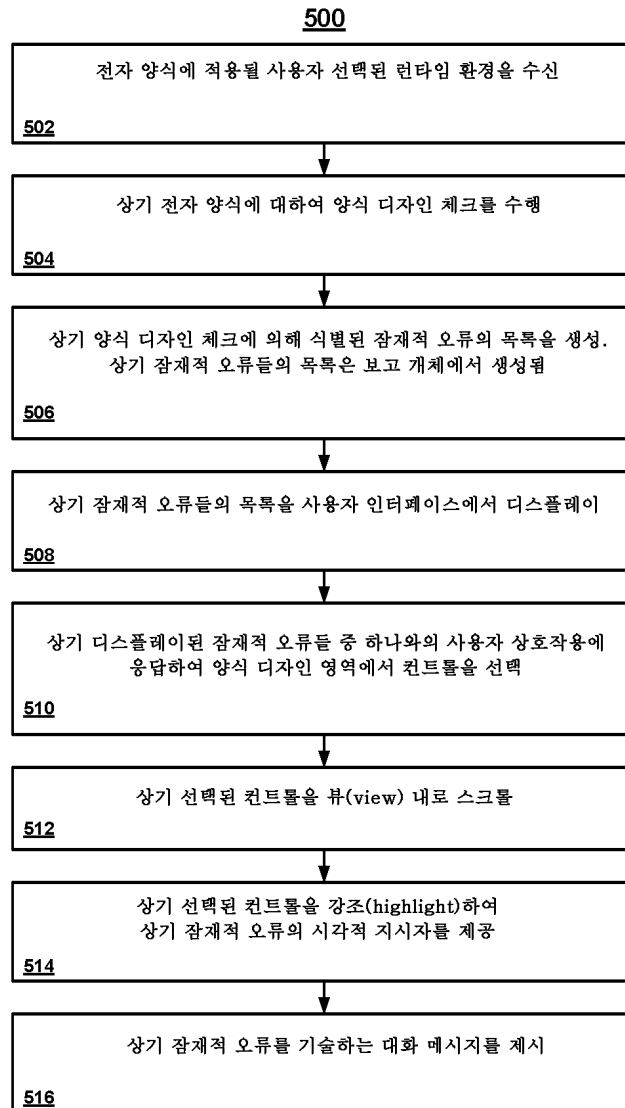 500
전자 양식에 적용될 사용자 선택된 런타임 환경을 수신
502
상기 전자 양식에 대하여 양식 디자인 체크를 수행
504
상기 양식 디자인 체크에 의해 식별된 잠재적 오류의 목록을 생성.
상기 잠재적 오류들의 목록은 보고 개체에서 생성됨
506
상기 잠재적 오류들의 목록을 사용자 인터페이스에서 디스플레이
508
상기 디스플레이된 잠재적 오류들 중 하나와의 사용자 상호작용에
응답하여 양식 디자인 영역에서 컨트롤을 선택
510
상기 선택된 컨트롤을 뷰(view) 내로 스크롤
512
상기 선택된 컨트롤을 강조(highlight)하여
상기 잠재적 오류의 시각적 지시자를 제공
514
상기 잠재적 오류를 기술하는 대화 메시지를 제시
516